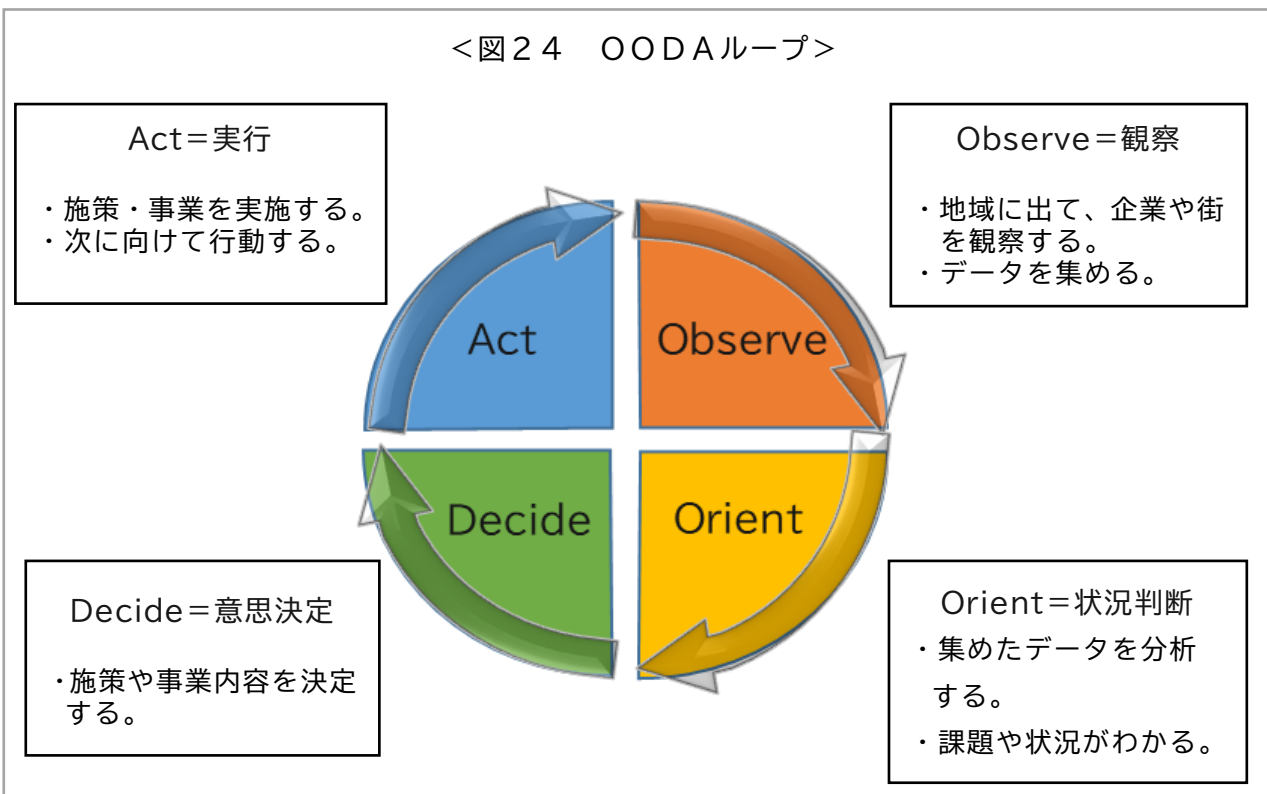 <図24　OODAループ>
Act=実行
・施策・事業を実施する。
・次に向けて行動する。
Observe=観察
・地域に出て、企業や街
を観察する。
・データを集める。
Act
Observe
Decide
Orient
Decide=意思決定
・施策や事業内容を決定
する。
Orient=状況判断
・集めたデータを分析
する。
・課題や状況がわかる。